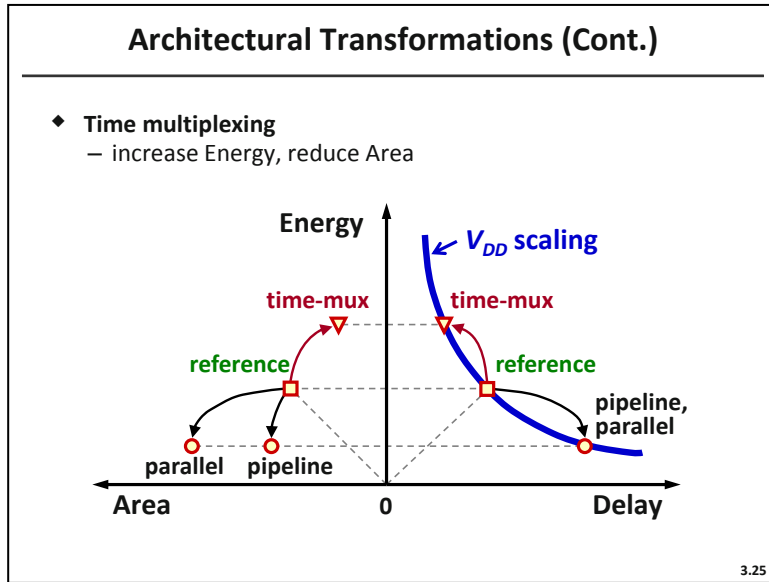 Architectural Transformations (Cont.)
◆ Time multiplexing
– increase Energy, reduce Area
Energy
V_DD scaling
time-mux
time-mux
reference
reference
pipeline,
parallel
parallel
pipeline
Area
0
Delay
3.25